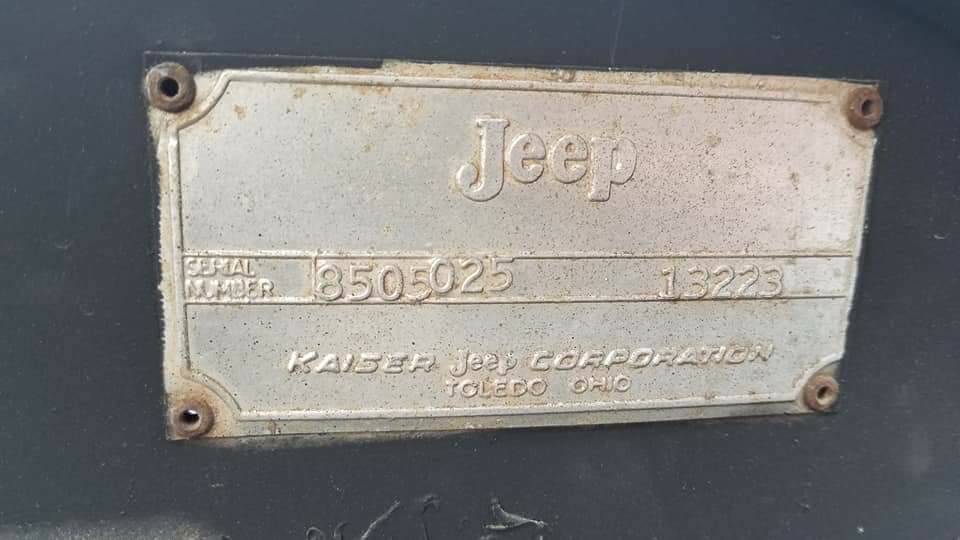 Jeep
SERIAL
NUMBER
8505025 13223
KAISER Jeep CORPORATION
TOLEDO OHIO